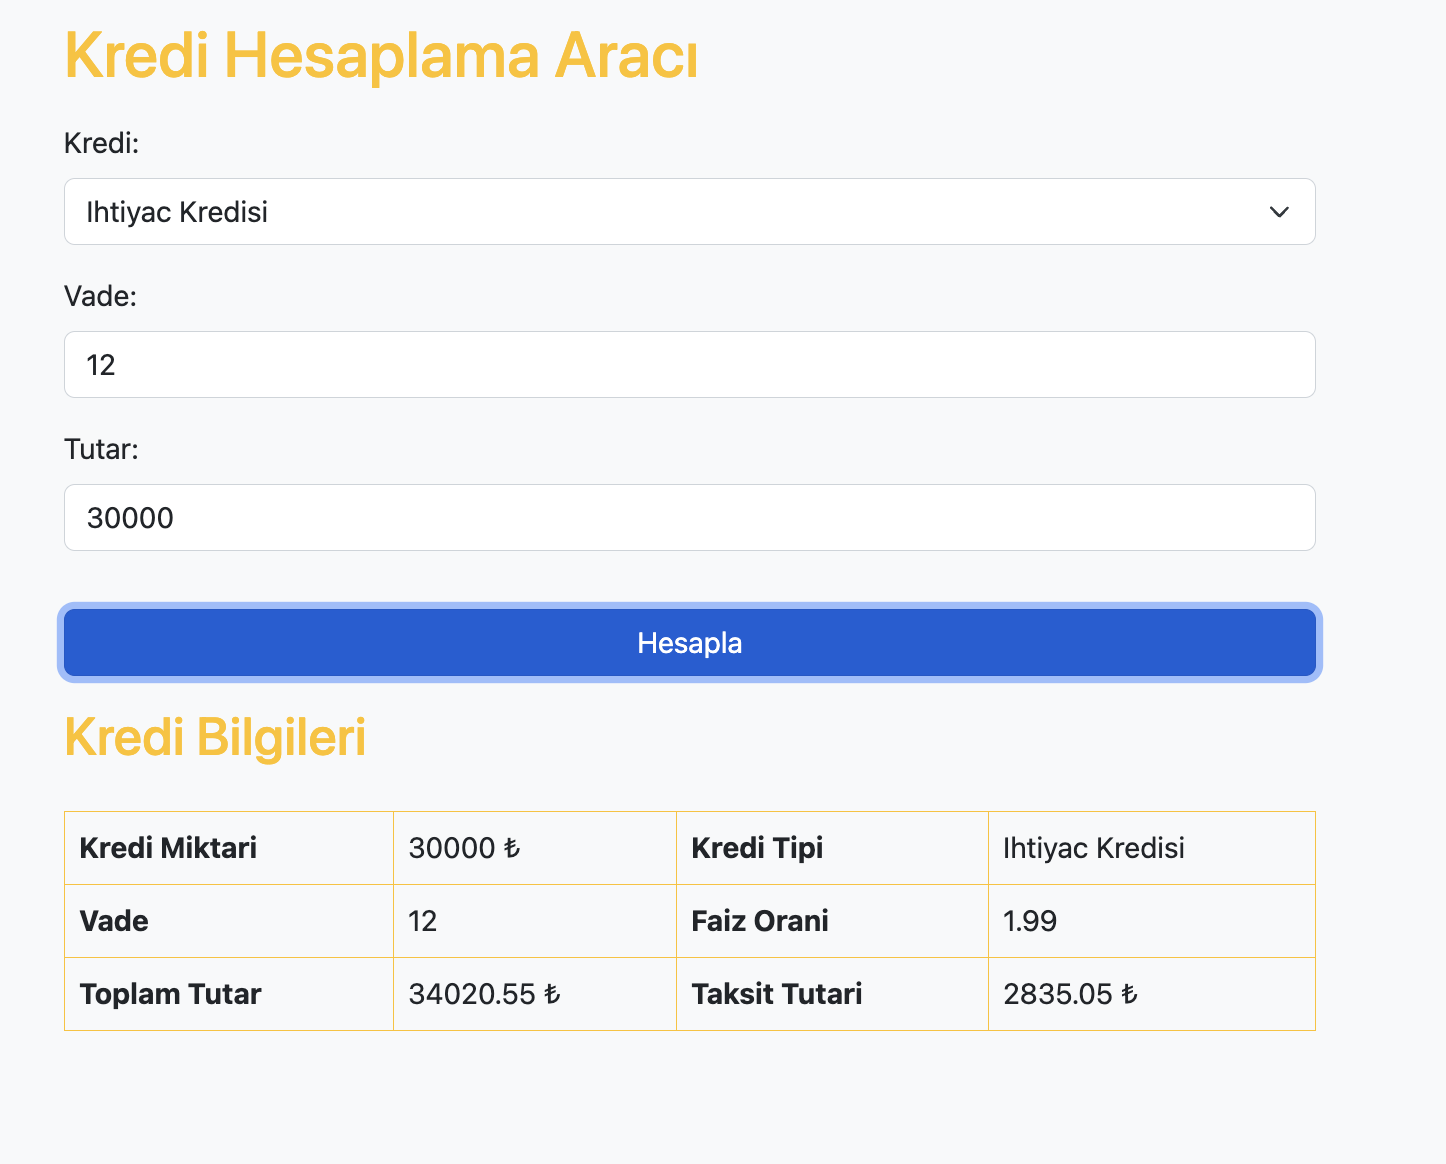 Kredi Hesaplama Aracı
Kredi:
Ihtiyac Kredisi
Vade:
12
Tutar:
30000
Hesapla
Kredi Bilgileri
Kredi Miktari 30000 ₺ Kredi Tipi Ihtiyac Kredisi
Vade 12 Faiz Orani 1.99
Toplam Tutar 34020.55 ₺ Taksit Tutari 2835.05 ₺